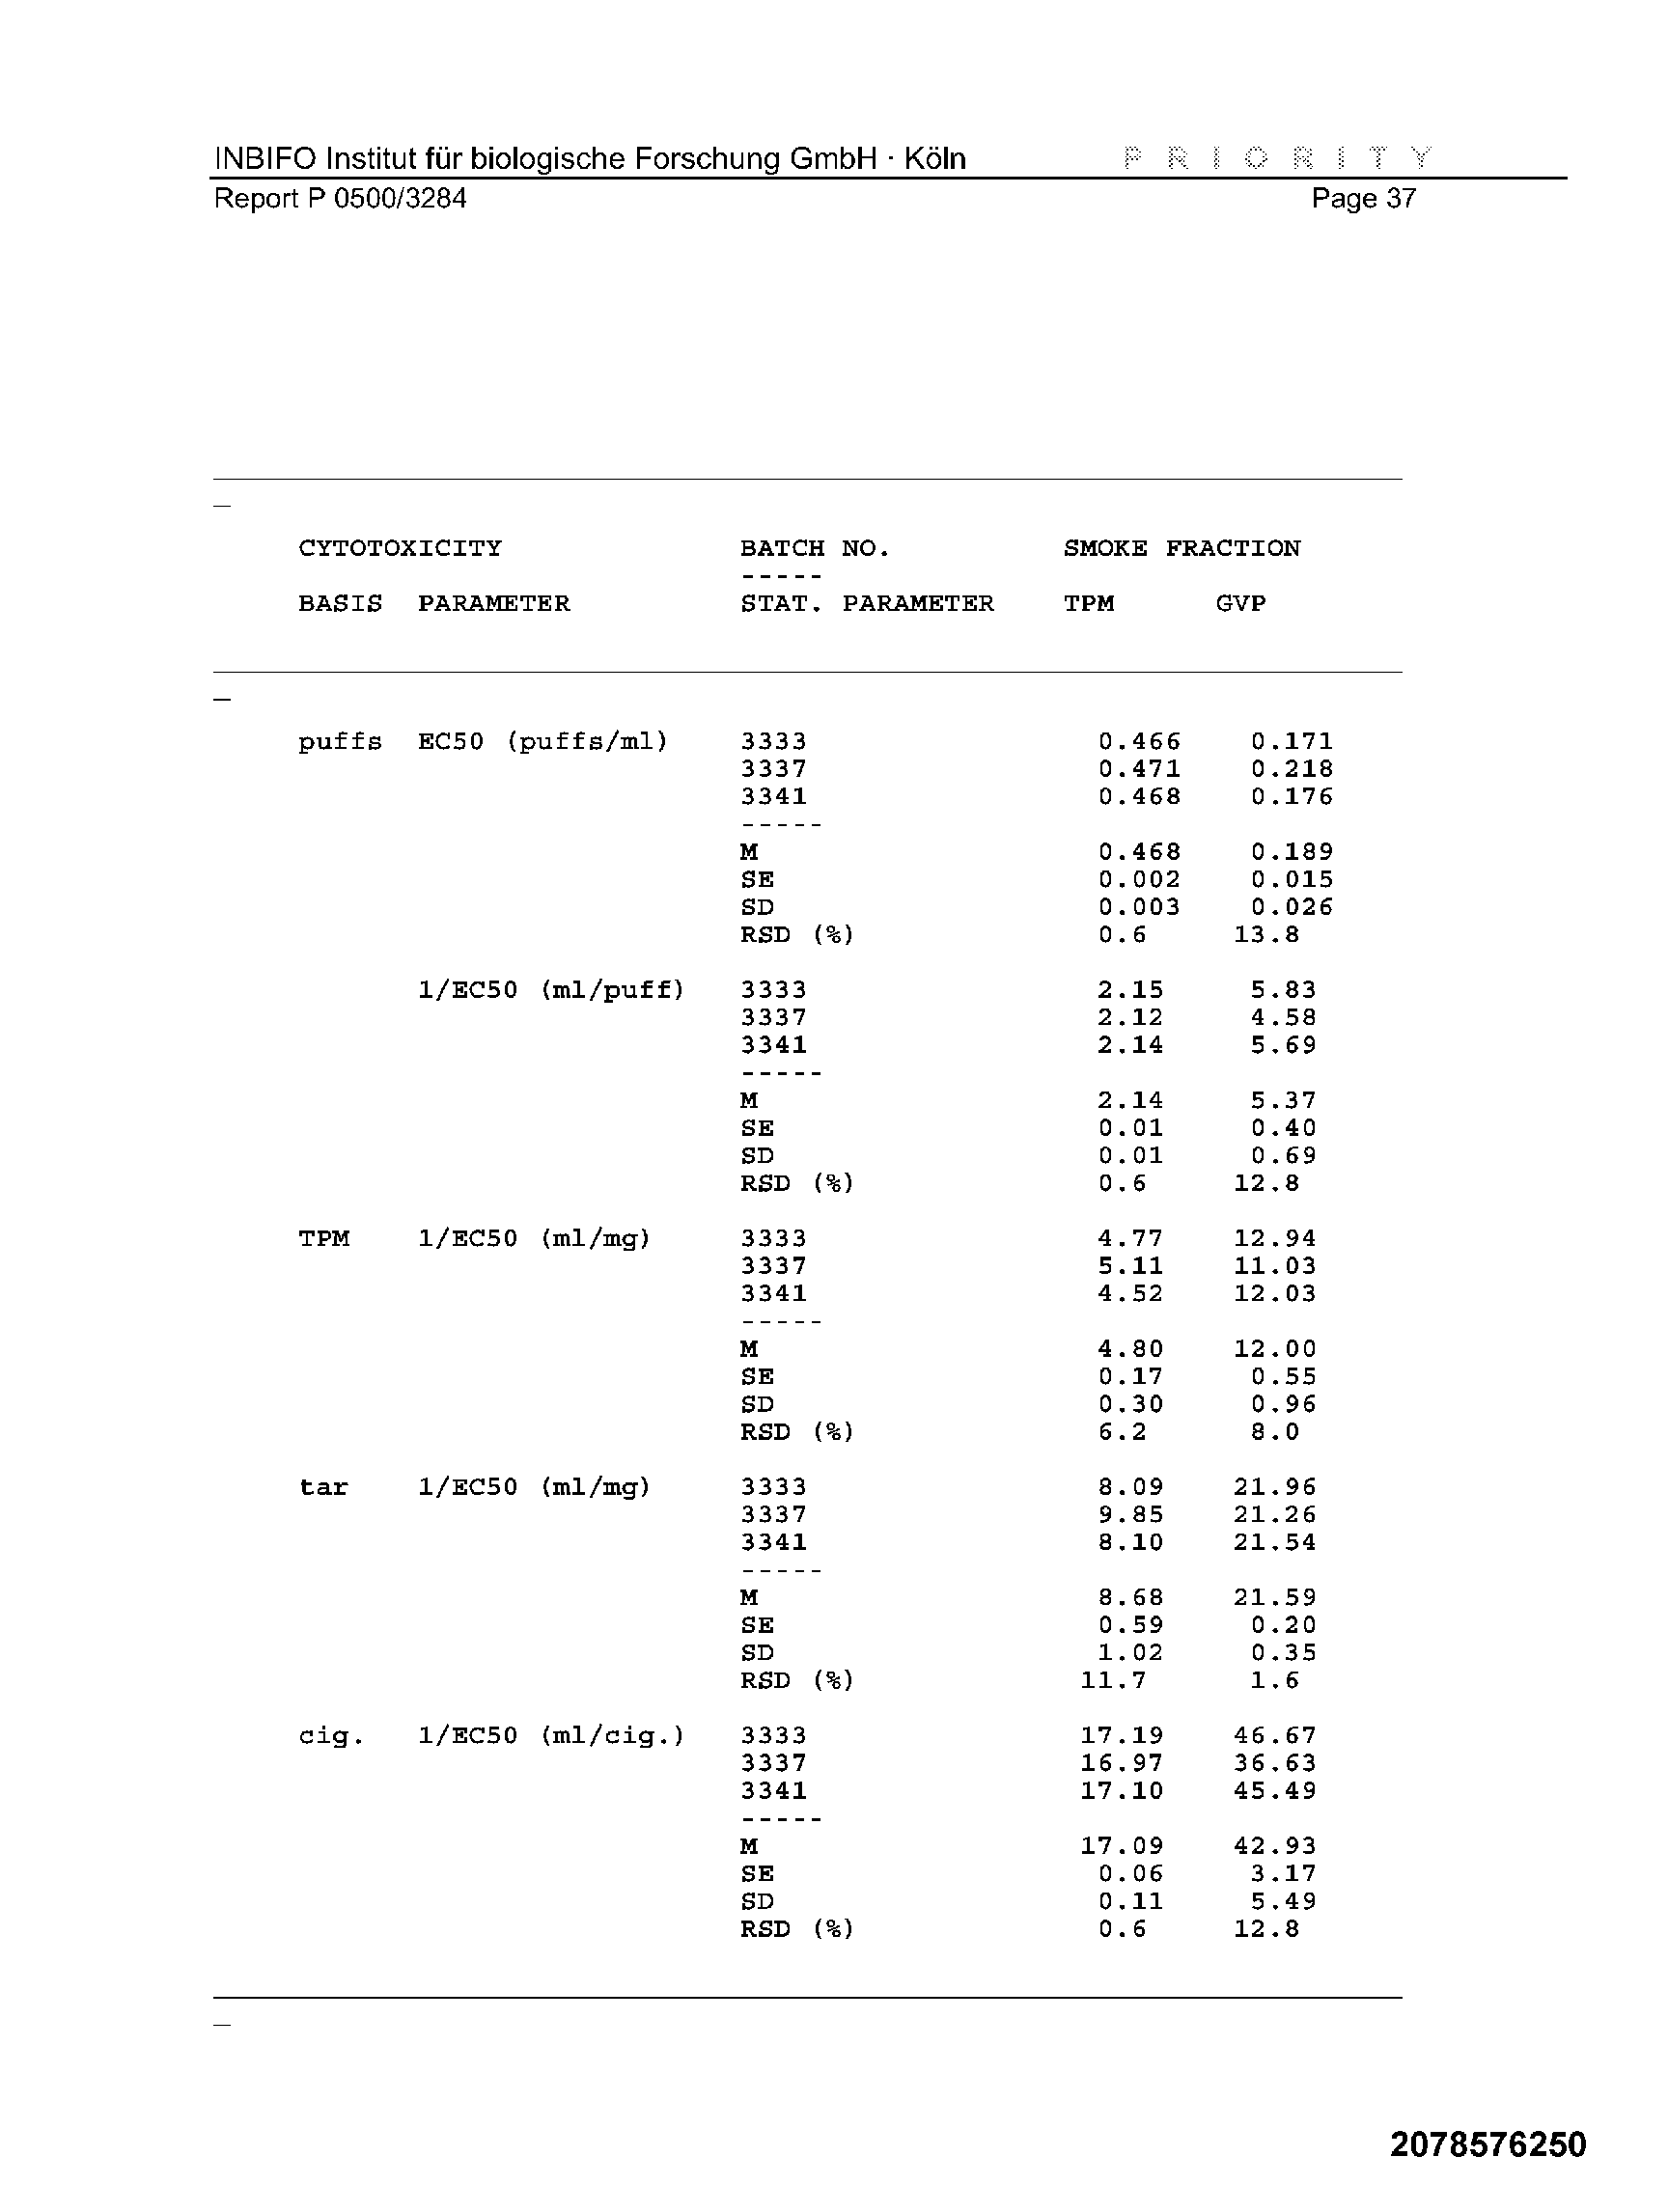 INBIFO Institut für biologische Forschung GmbH · Köln P R I O R I T Y
Report P 0500/3284 Page 37
CYTOTOXICITY BATCH NO. SMOKE FRACTION
-----
BASIS PARAMETER STAT. PARAMETER TPM GVP
puffs EC50 (puffs/ml) 3333 0.466 0.171
3337 0.471 0.218
3341 0.468 0.176
-----
M 0.468 0.189
SE 0.002 0.015
SD 0.003 0.026
RSD (%) 0.6 13.8
1/EC50 (ml/puff) 3333 2.15 5.83
3337 2.12 4.58
3341 2.14 5.69
-----
M 2.14 5.37
SE 0.01 0.40
SD 0.01 0.69
RSD (%) 0.6 12.8
TPM 1/EC50 (ml/mg) 3333 4.77 12.94
3337 5.11 11.03
3341 4.52 12.03
-----
M 4.80 12.00
SE 0.17 0.55
SD 0.30 0.96
RSD (%) 6.2 8.0
tar 1/EC50 (ml/mg) 3333 8.09 21.96
3337 9.85 21.26
3341 8.10 21.54
-----
M 8.68 21.59
SE 0.59 0.20
SD 1.02 0.35
RSD (%) 11.7 1.6
cig. 1/EC50 (ml/cig.) 3333 17.19 46.67
3337 16.97 36.63
3341 17.10 45.49
-----
M 17.09 42.93
SE 0.06 3.17
SD 0.11 5.49
RSD (%) 0.6 12.8
2078576250